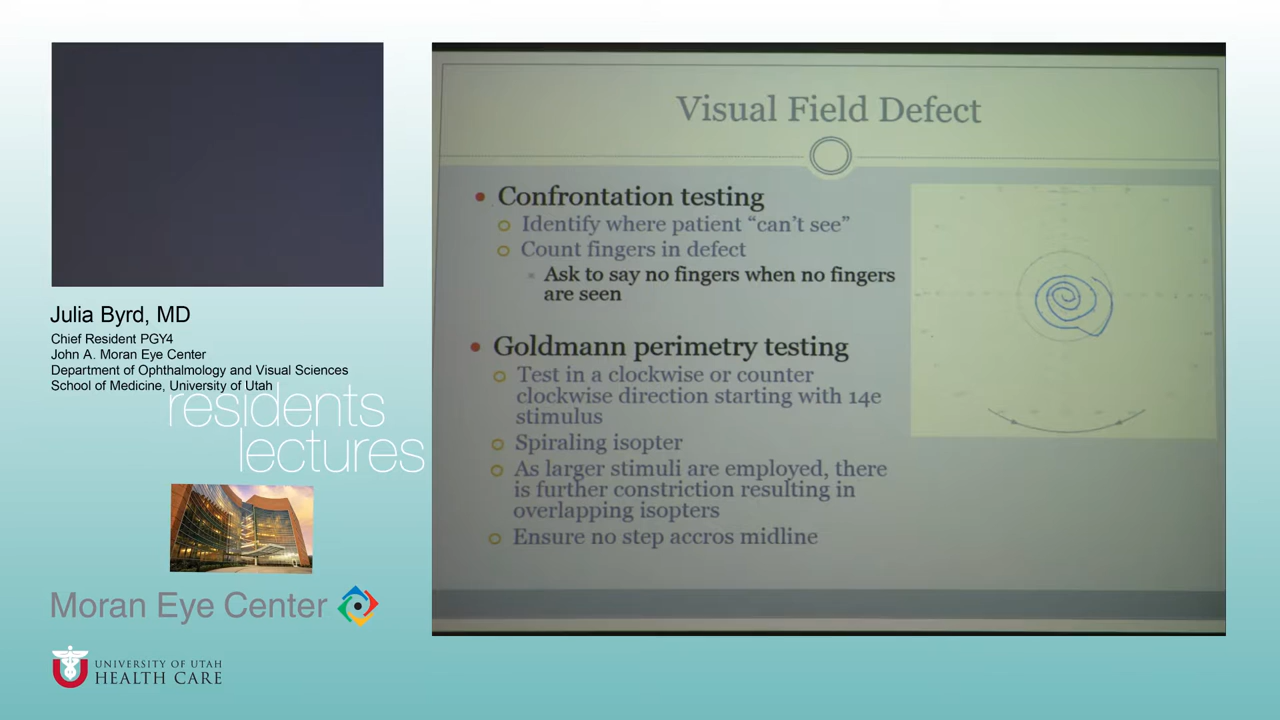 Visual Field Defect
Confrontation testing
Identify where patient “can’t see”
Count fingers in defect
Ask to say no fingers when no fingers
are seen
Goldmann perimetry testing
Test in a clockwise or counter
clockwise direction starting with 14e
stimulus
Spiraling isopter
As larger stimuli are employed, there
is further constriction resulting in
overlapping isopters
Ensure no step accros midline
Julia Byrd, MD
Chief Resident PGY4
John A. Moran Eye Center
Department of Ophthalmology and Visual Sciences
School of Medicine, University of Utah
residents
lectures
Moran Eye Center
UNIVERSITY OF UTAH
HEALTH CARE